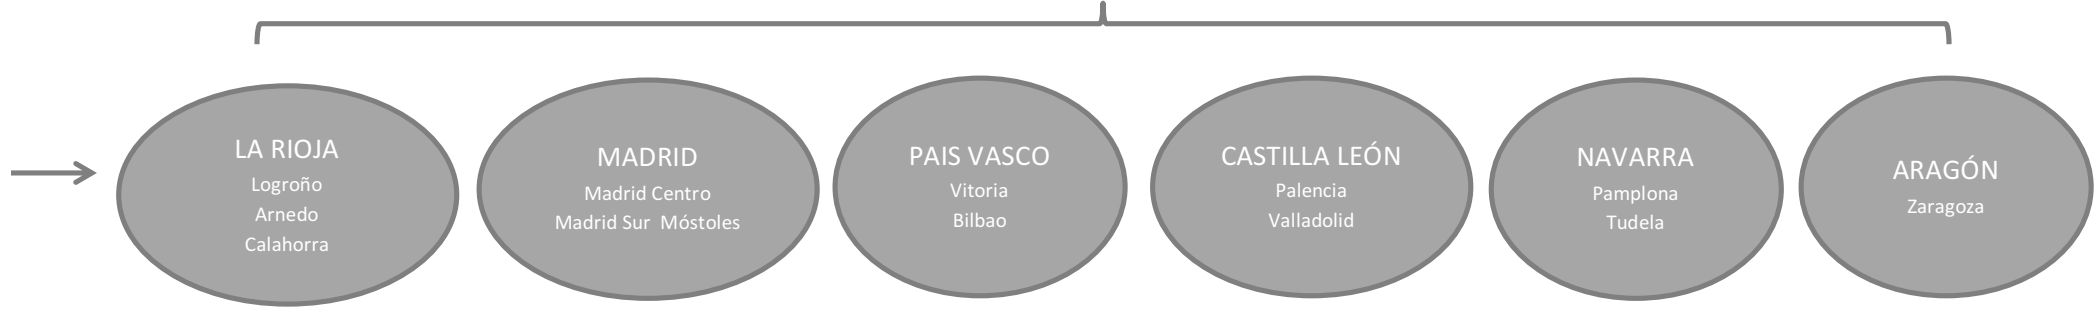 LA RIOJA
Logroño
Arnedo
Calahorra
MADRID
Madrid Centro
Madrid Sur Móstoles
PAIS VASCO
Vitoria
Bilbao
CASTILLA LEÓN
Palencia
Valladolid
NAVARRA
Pamplona
Tudela
ARAGÓN
Zaragoza